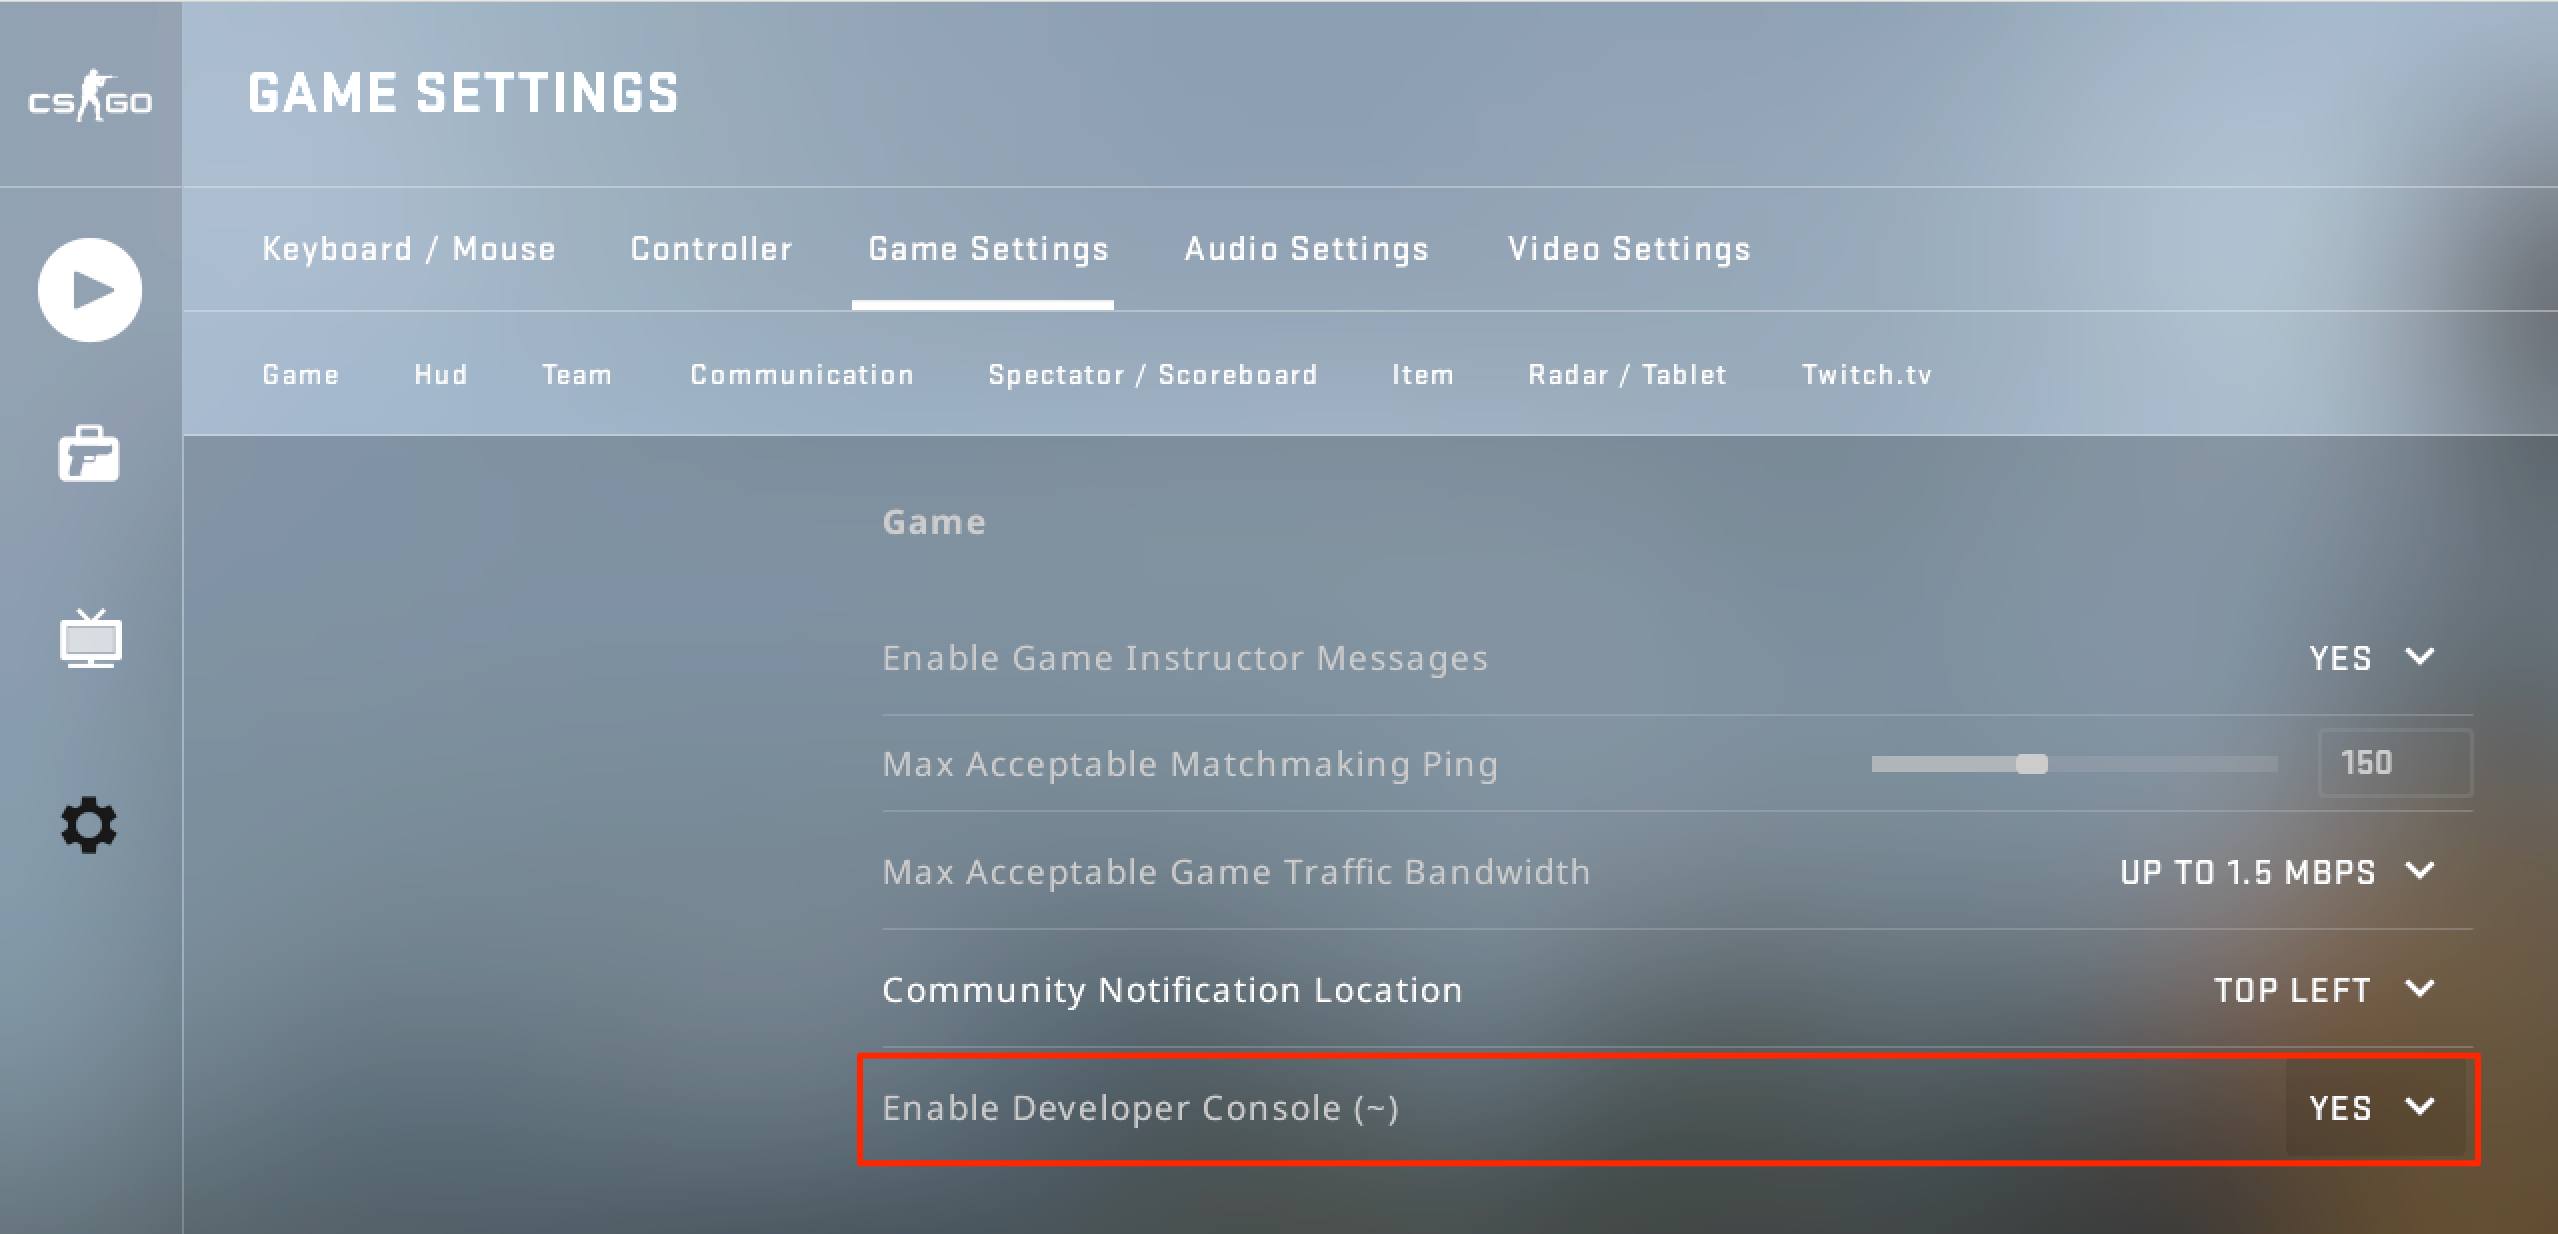 CS GO
GAME SETTINGS
Keyboard / Mouse Controller Game Settings Audio Settings Video Settings
Game Hud Team Communication Spectator / Scoreboard Item Radar / Tablet Twitch.tv
Game
Enable Game Instructor Messages YES
Max Acceptable Matchmaking Ping 150
Max Acceptable Game Traffic Bandwidth UP TO 1.5 MBPS
Community Notification Location TOP LEFT
Enable Developer Console (~) YES